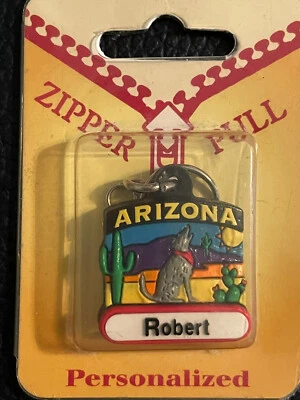 ZIPPER PULL
ARIZONA
Robert
Personalized